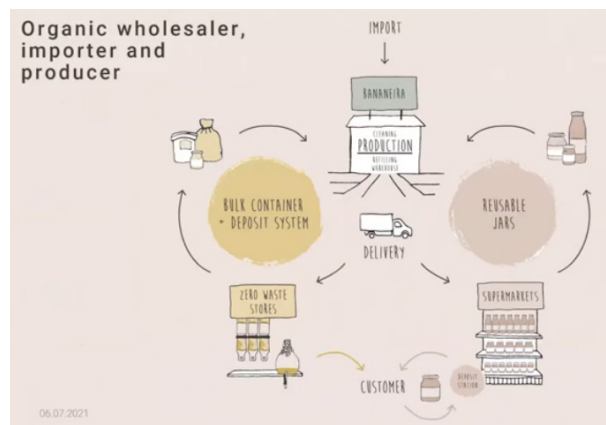 Organic wholesaler,
importer and
producer
IMPORT
BANANEIRA
CLEANING
PRODUCTION
REFILLING
WAREHOUSE
BULK CONTAINER
+ DEPOSIT SYSTEM
REUSABLE
JARS
DELIVERY
ZERO WASTE
STORES
SUPERMARKETS
CUSTOMER
DEPOSIT
STATION
06.07.2021